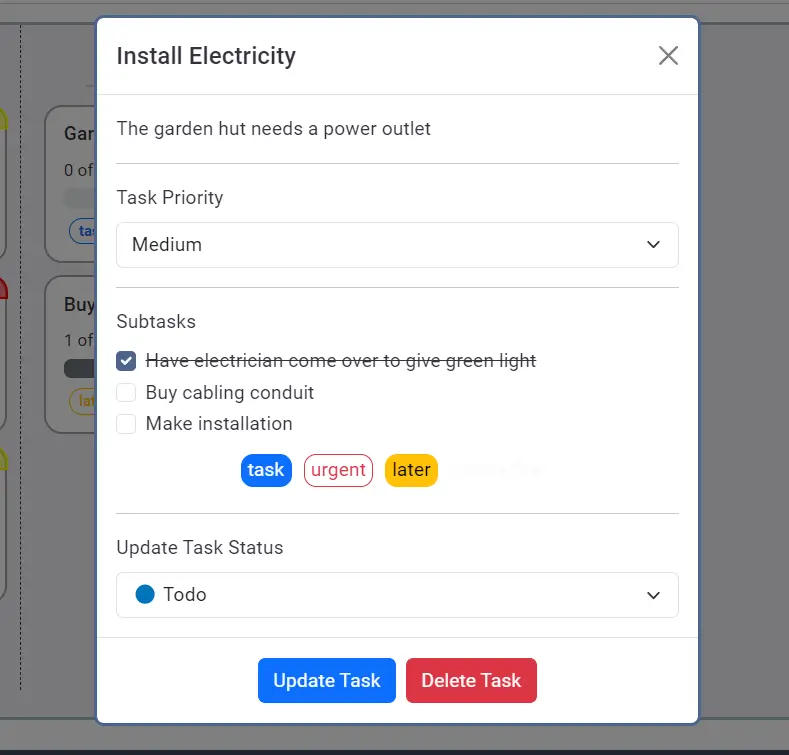 Install Electricity
The garden hut needs a power outlet
Task Priority
Medium
Subtasks
Have electrician come over to give green light
Buy cabling conduit
Make installation
task urgent later
Update Task Status
Todo
Update Task Delete Task
Gar
0 of
tas
Buy
1 of
lat